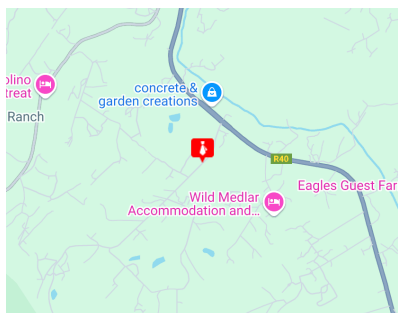 olino
treat
Ranch
concrete &
garden creations
R40
Eagles Guest Far
Wild Medlar
Accommodation and...